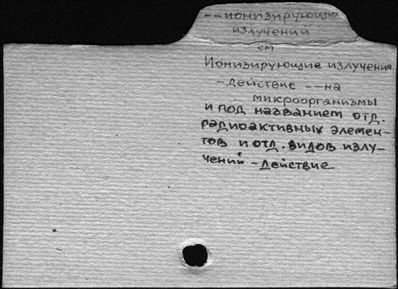 --ионизирующих
излучений
см
Ионизирующие излучения
-Действие --на
микроорганизмы
и под названием отд.
радиоактивных элемен-
тов и отд. видов излу-
чений -Действие